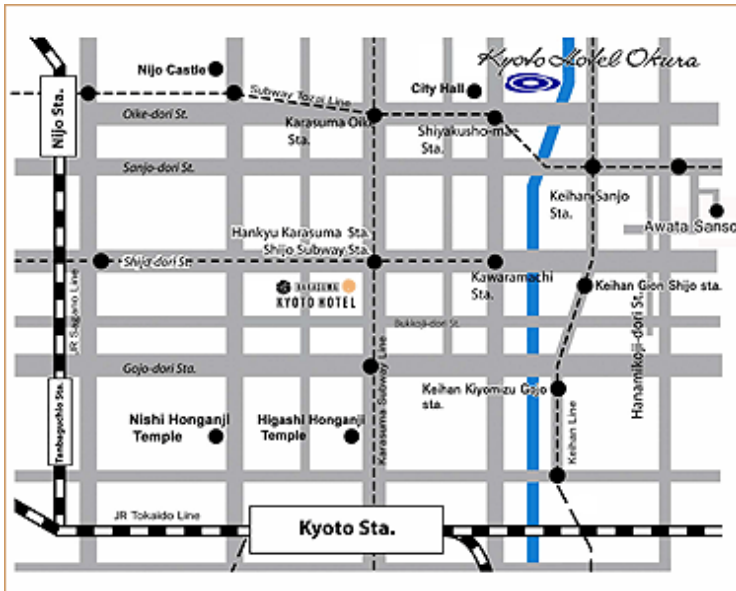 Kyoto Hotel Okura
Nijo Castle
Subway Tozai Line
City Hall
Nijo Sta.
Oike-dori St.
Karasuma Oike
Sta.
Shiyakusho-mae
Sta.
Sanjo-dori St.
Keihan Sanjo
Sta.
Awata Sanso
Hankyu Karasuma Sta.
Shijo Subway Sta.
Shijo-dori St.
Kawaramachi
Sta.
Keihan Gion Shijo sta.
KARASUMA
KYOTO HOTEL
JR Sagano Line
Bukkoji-dori St.
Hanamikoji-dori St.
Gojo-dori Sta.
Keihan Kiyomizu Gojo
sta.
Karasuma Subway Line
Nishi Honganji
Temple
Higashi Honganji
Temple
Keihan Line
JR Tokaido Line
Kyoto Sta.